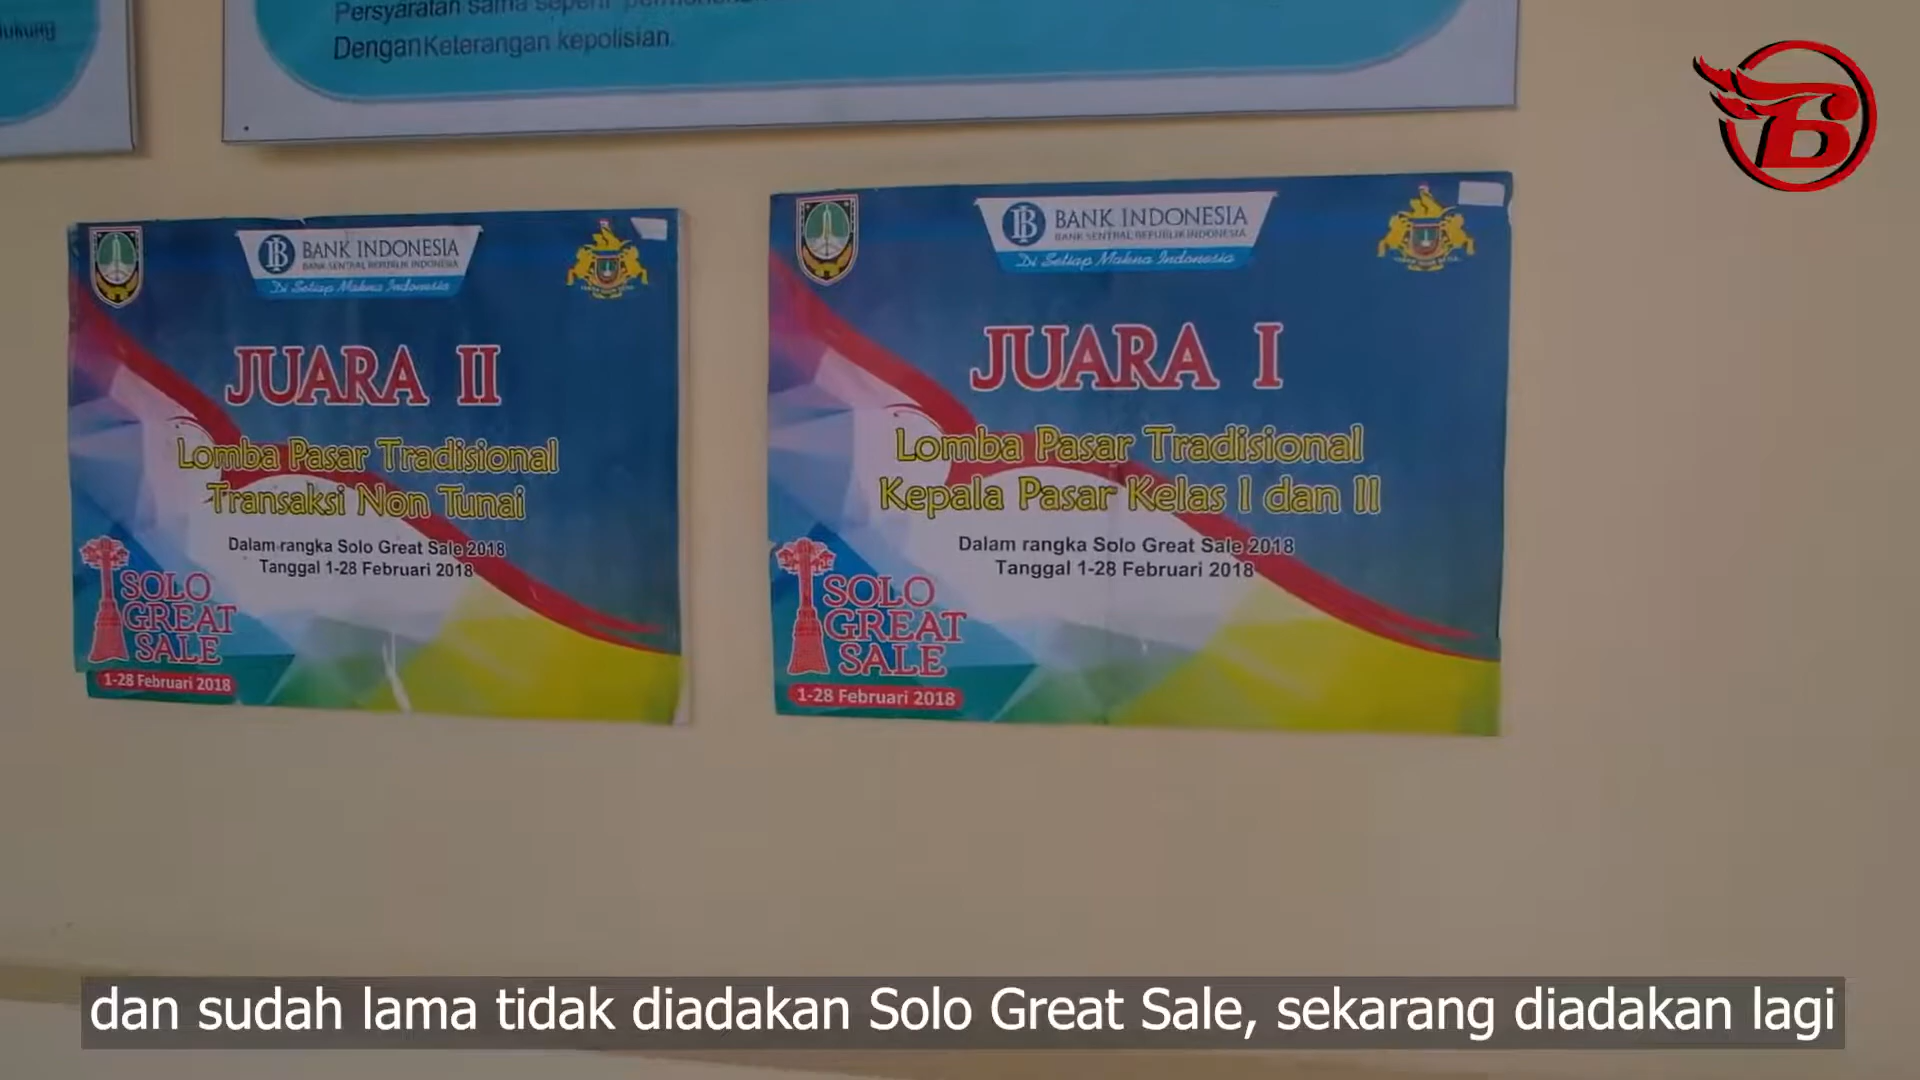 Persyaratan sama seperti
Dengan Keterangan kepolisian.
BANK INDONESIA
BANK SENTRAL REPUBLIK INDONESIA
Di Setiap Makna Indonesia
JUARA II
Lomba Pasar Tradisional
Transaksi Non Tunai
Dalam rangka Solo Great Sale 2018
Tanggal 1-28 Februari 2018
SOLO
GREAT
SALE
1-28 Februari 2018
BANK INDONESIA
BANK SENTRAL REPUBLIK INDONESIA
Di Setiap Makna Indonesia
JUARA I
Lomba Pasar Tradisional
Kepala Pasar Kelas I dan II
Dalam rangka Solo Great Sale 2018
Tanggal 1-28 Februari 2018
SOLO
GREAT
SALE
1-28 Februari 2018
dan sudah lama tidak diadakan Solo Great Sale, sekarang diadakan lagi